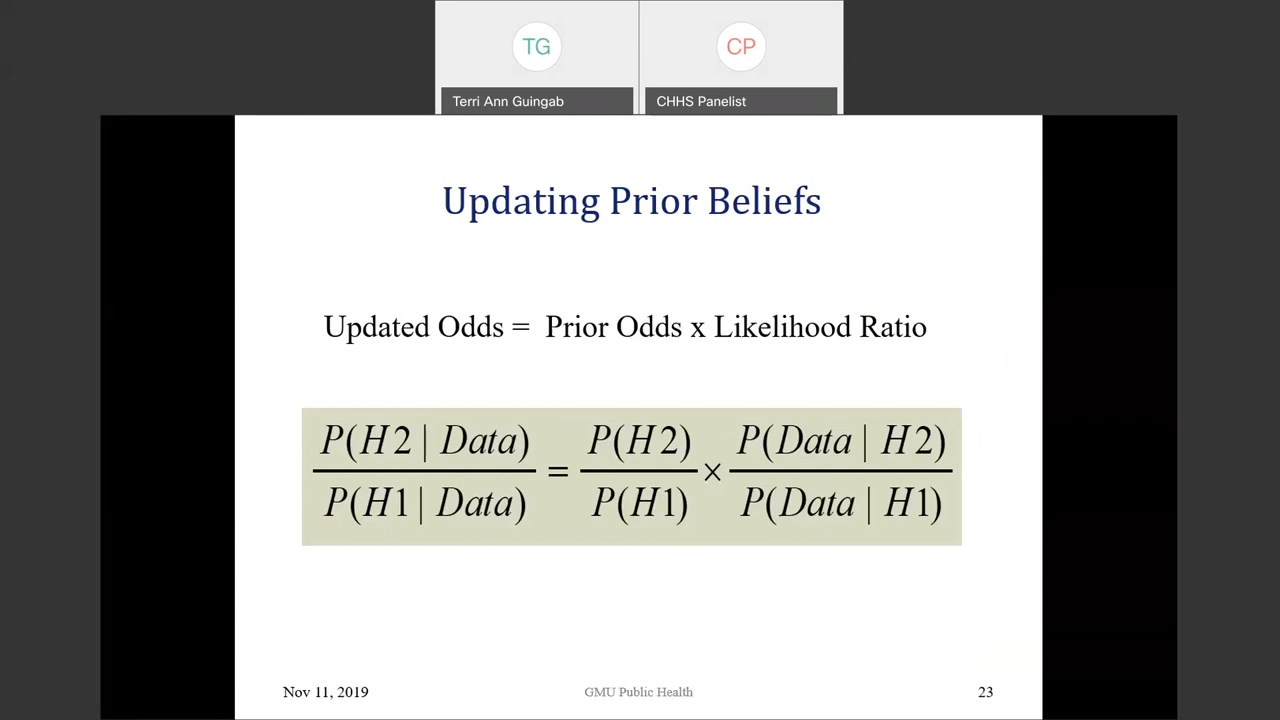 TG
CP
Terri Ann Guingab
CHHS Panelist
Updating Prior Beliefs
Updated Odds = Prior Odds x Likelihood Ratio
P(H2 | Data) / P(H1 | Data) = P(H2) / P(H1) × P(Data | H2) / P(Data | H1)
Nov 11, 2019
GMU Public Health
23